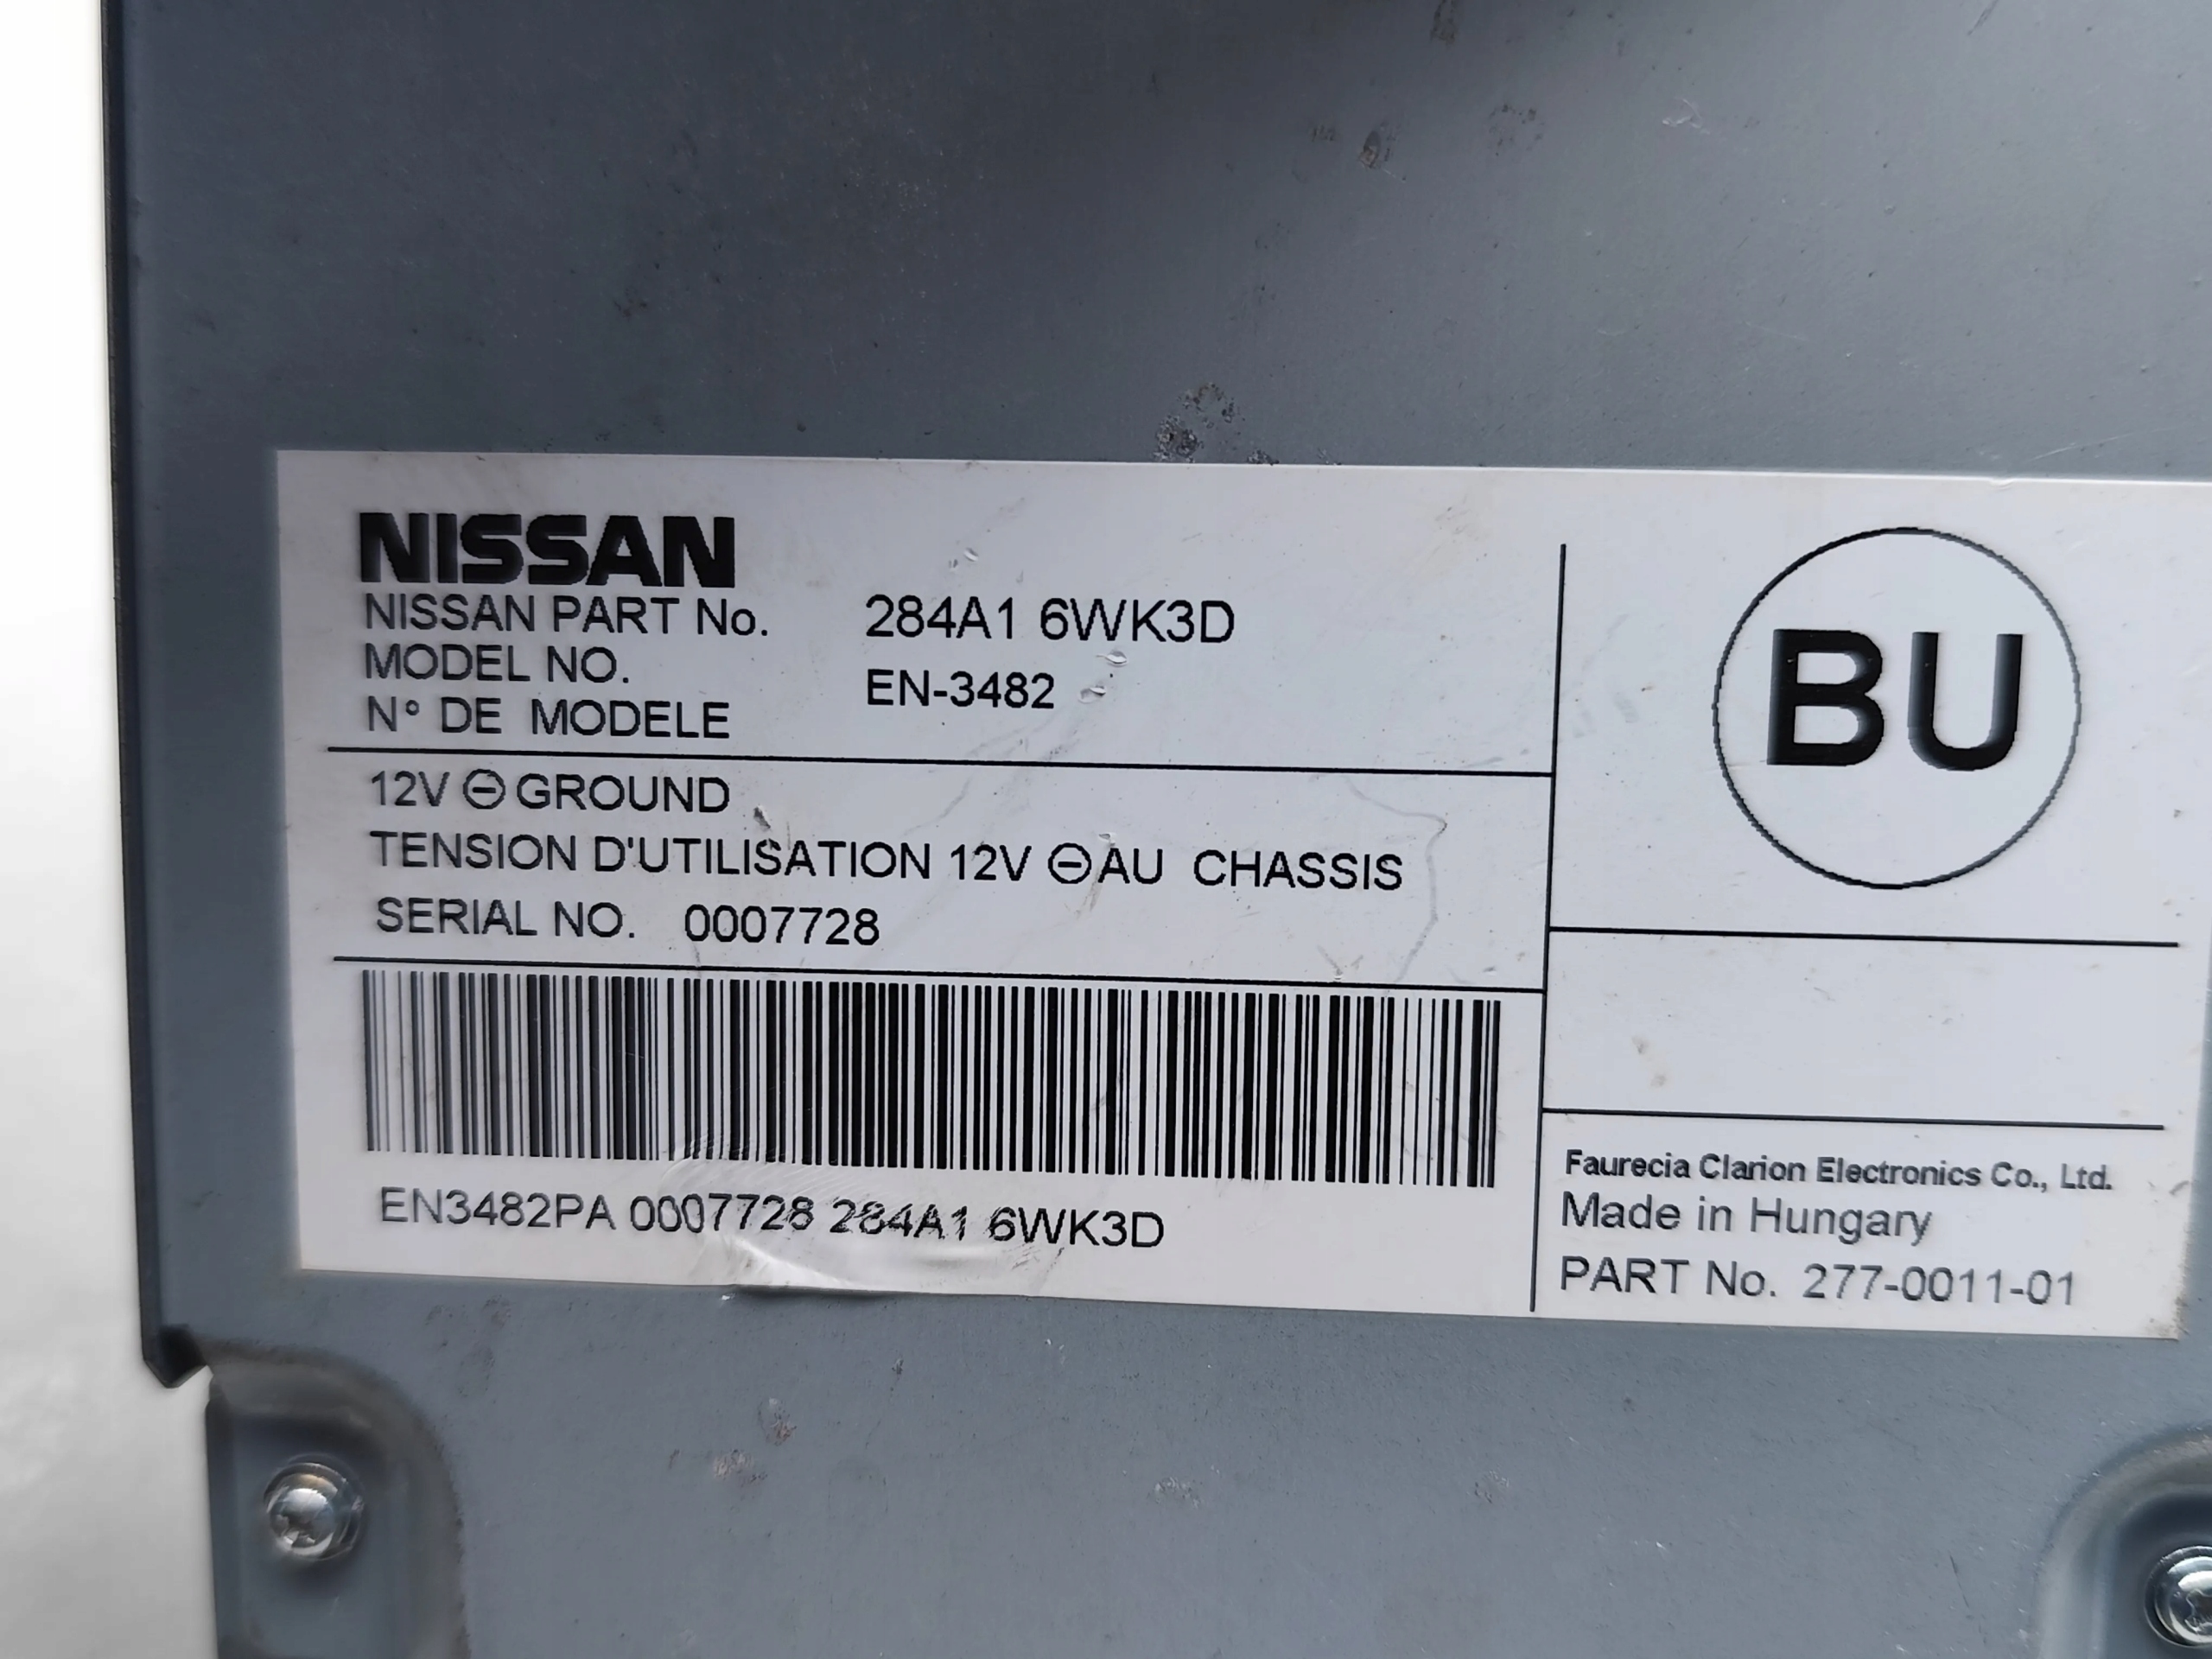 NISSAN
NISSAN PART No. 284A1 6WK3D
MODEL NO.
N° DE MODELE
EN-3482
12V ⊖ GROUND
TENSION D'UTILISATION 12V ⊖ AU CHASSIS
SERIAL NO. 0007728
EN3482PA 0007728 284A1 6WK3D
BU
Faurecia Clarion Electronics Co., Ltd.
Made in Hungary
PART No. 277-0011-01